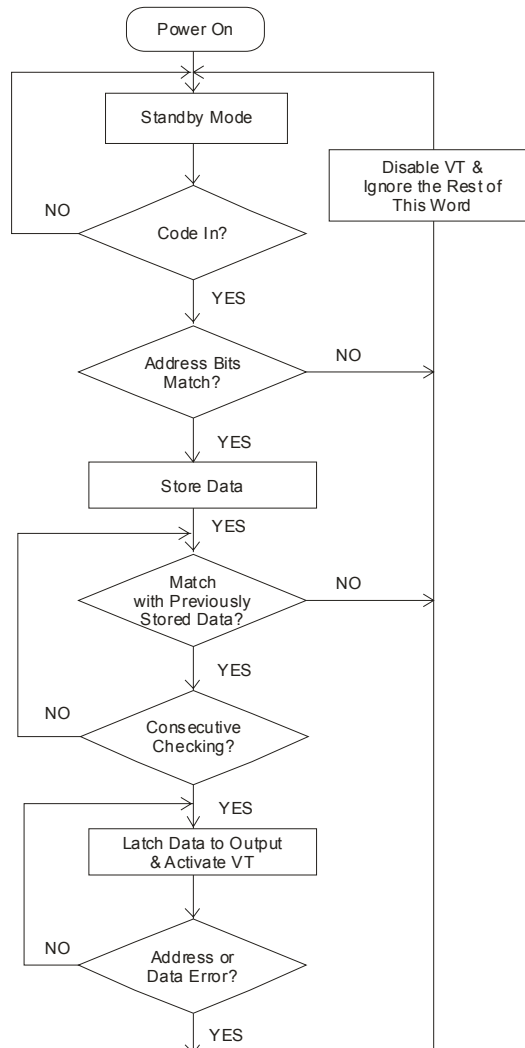 Power On
Standby Mode
Disable VT &
Ignore the Rest of
This Word
NO
Code In?
YES
Address Bits
Match?
NO
YES
Store Data
YES
Match
with Previously
Stored Data?
NO
YES
NO
Consecutive
Checking?
YES
Latch Data to Output
& Activate VT
NO
Address or
Data Error?
YES